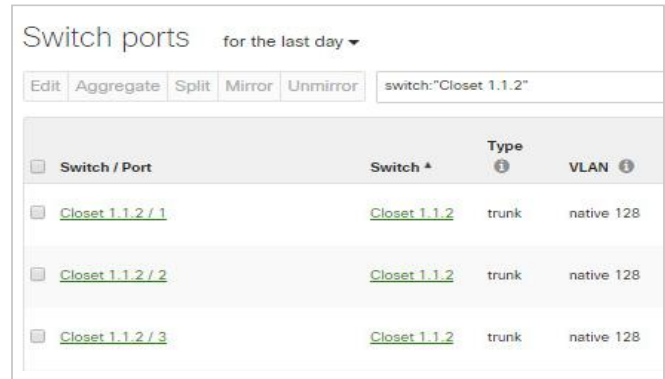 Switch ports for the last day
Edit Aggregate Split Mirror Unmirror switch:"Closet 1.1.2"
Switch / Port Switch Type VLAN
Closet 1.1.2 / 1 Closet 1.1.2 trunk native 128
Closet 1.1.2 / 2 Closet 1.1.2 trunk native 128
Closet 1.1.2 / 3 Closet 1.1.2 trunk native 128